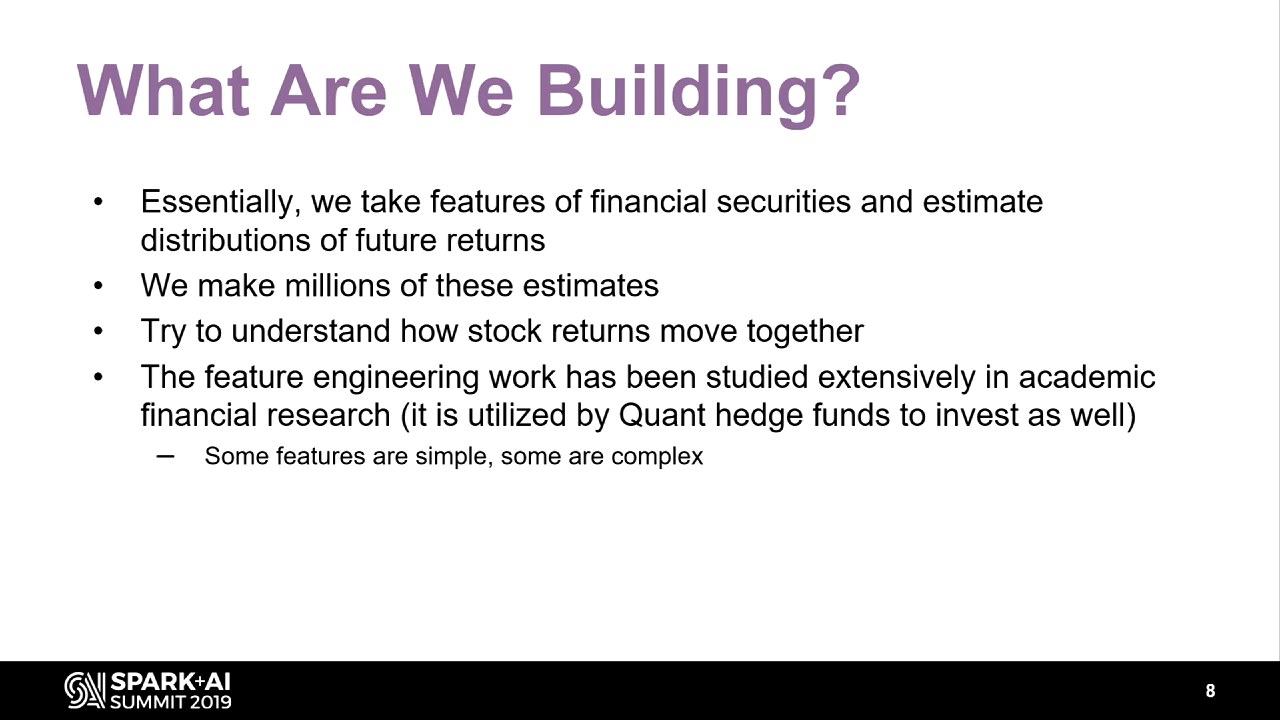 What Are We Building?
• Essentially, we take features of financial securities and estimate
distributions of future returns
• We make millions of these estimates
• Try to understand how stock returns move together
• The feature engineering work has been studied extensively in academic
financial research (it is utilized by Quant hedge funds to invest as well)
– Some features are simple, some are complex
SPARK+AI
SUMMIT 2019
8